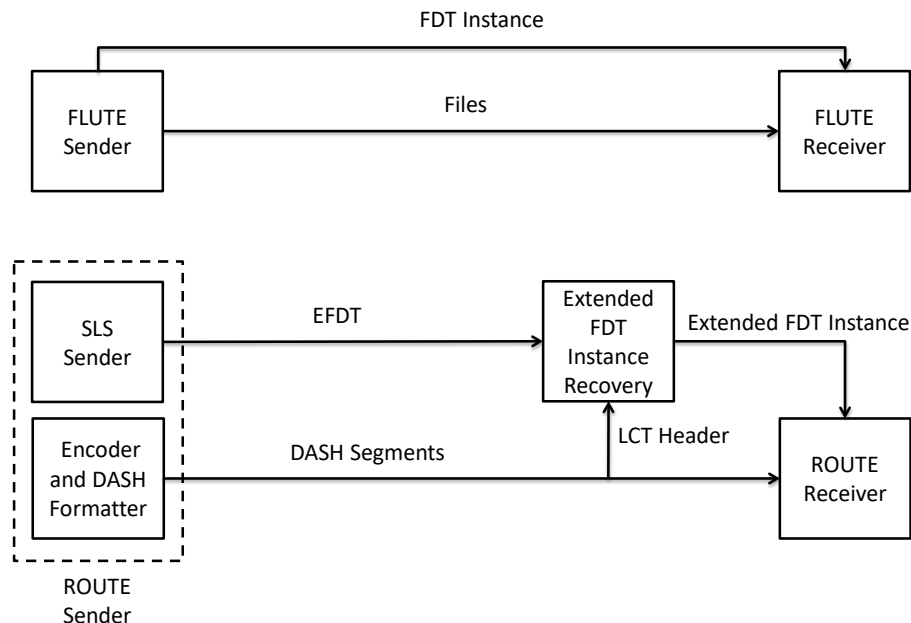 FDT Instance
FLUTE
Sender
Files
FLUTE
Receiver
SLS
Sender
EFDT
Extended
FDT
Instance
Recovery
Extended FDT Instance
Encoder
and DASH
Formatter
DASH Segments
LCT Header
ROUTE
Receiver
ROUTE
Sender